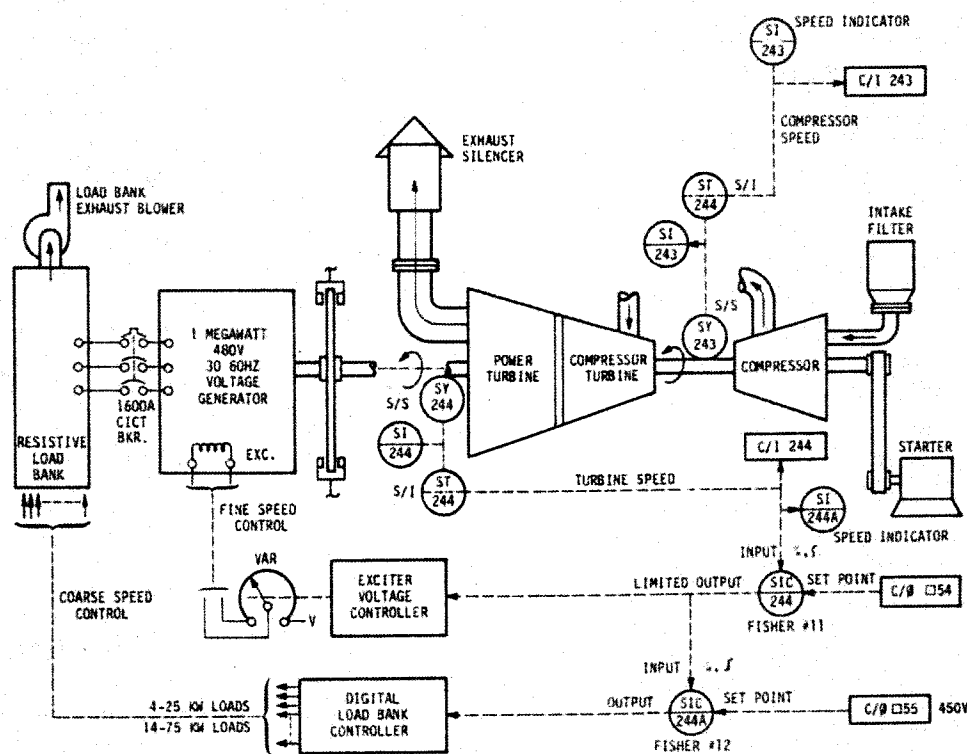 SI
243
SPEED INDICATOR
C/I 243
COMPRESSOR
SPEED
EXHAUST
SILENCER
ST
244
S/I
SI
243
LOAD BANK
EXHAUST BLOWER
INTAKE
FILTER
S/S
SY
243
1 MEGAWATT
480V
30 60HZ
VOLTAGE
GENERATOR
POWER
TURBINE
COMPRESSOR
TURBINE
COMPRESSOR
1600A
CICT
BKR.
S/S
SY
244
RESISTIVE
LOAD
BANK
EXC.
SI
244
C/I 244
STARTER
S/I
ST
244
TURBINE SPEED
SI
244A
SPEED INDICATOR
FINE SPEED
CONTROL
INPUT %,∫
VAR
COARSE SPEED
CONTROL
V
EXCITER
VOLTAGE
CONTROLLER
LIMITED OUTPUT
SIC
244
SET POINT
C/Ø □54
FISHER #11
INPUT %,∫
4-25 KW LOADS
14-75 KW LOADS
DIGITAL
LOAD BANK
CONTROLLER
OUTPUT
SIC
244A
SET POINT
C/Ø □55
450V
FISHER #12